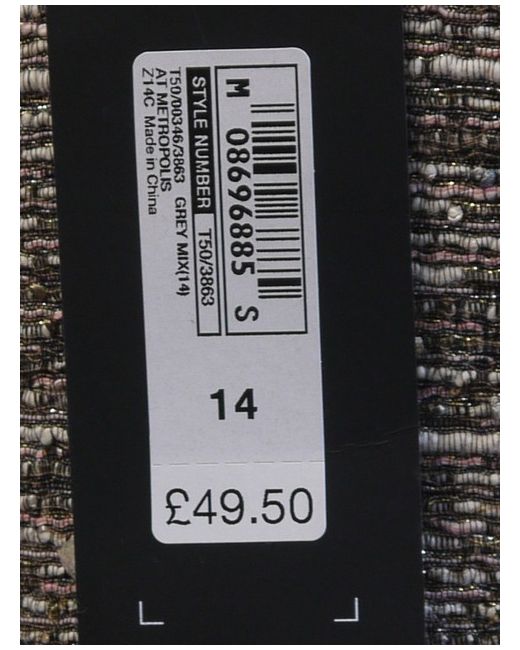 M 08696885 S
STYLE NUMBER T50/3863
T50/00346/3863 GREY MIX(14)
AT METROPOLIS
Z14C Made in China
14
£49.50